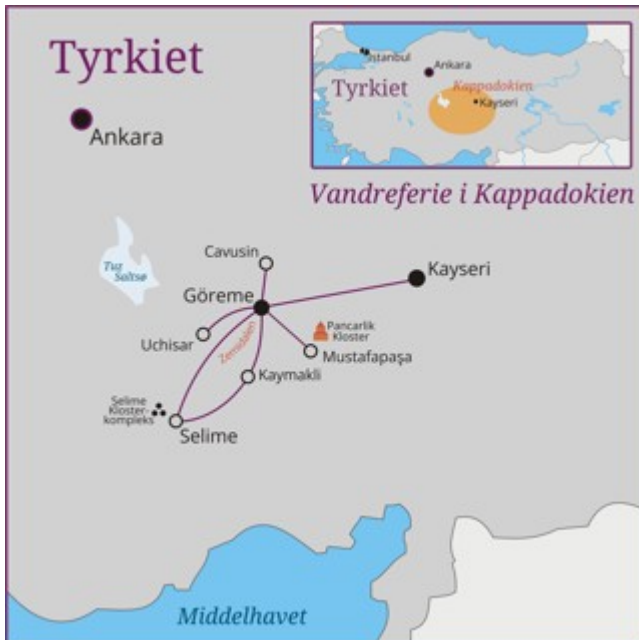 Tyrkiet
Ankara
Istanbul
Ankara
Tyrkiet
Kappadokien
Kayseri
Vandreferie i Kappadokien
Cavusin
Tuz
Saltsø
Göreme
Kayseri
Uchisar
Zemidalen
Pancarlik
Kloster
Mustafapaşa
Kaymakli
Selime
Kloster-
kompleks
Selime
Middelhavet